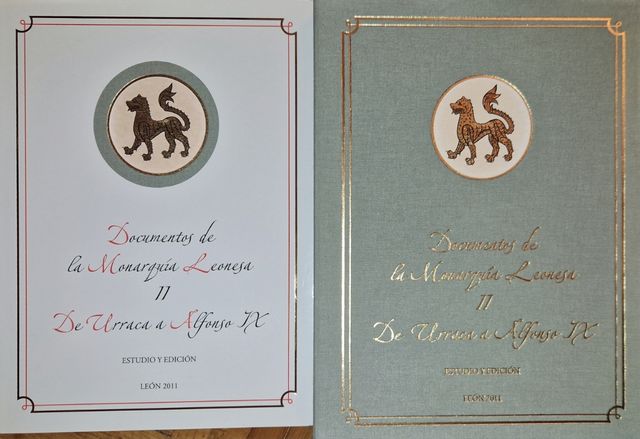 Documentos de
la Monarquía Leonesa
II
De Urraca a Alfonso IX
ESTUDIO Y EDICIÓN
LEÓN 2011
Documentos de
la Monarquía Leonesa
II
De Urraca a Alfonso IX
ESTUDIO Y EDICIÓN
LEÓN 2011